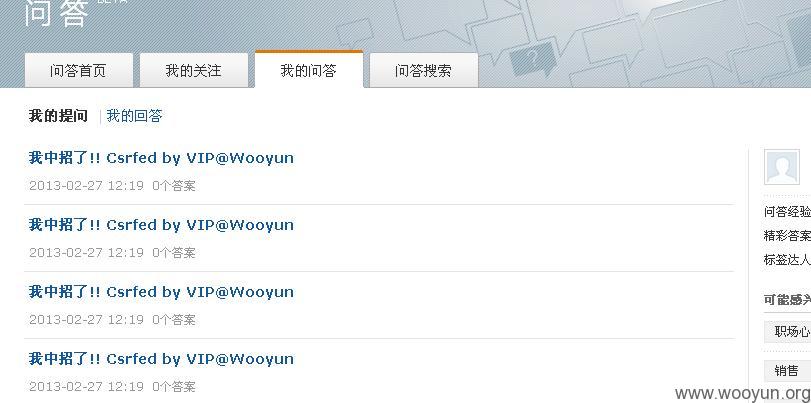 问答 BETA
问答首页 我的关注 我的问答 问答搜索
我的提问 | 我的回答
我中招了!! Csrfed by VIP@Wooyun
2013-02-27 12:19 0个答案
我中招了!! Csrfed by VIP@Wooyun
2013-02-27 12:19 0个答案
我中招了!! Csrfed by VIP@Wooyun
2013-02-27 12:19 0个答案
我中招了!! Csrfed by VIP@Wooyun
2013-02-27 12:19 0个答案
问答经验
精彩答案
标签达人
可能感兴
职场心
销售
www.wooyun.org